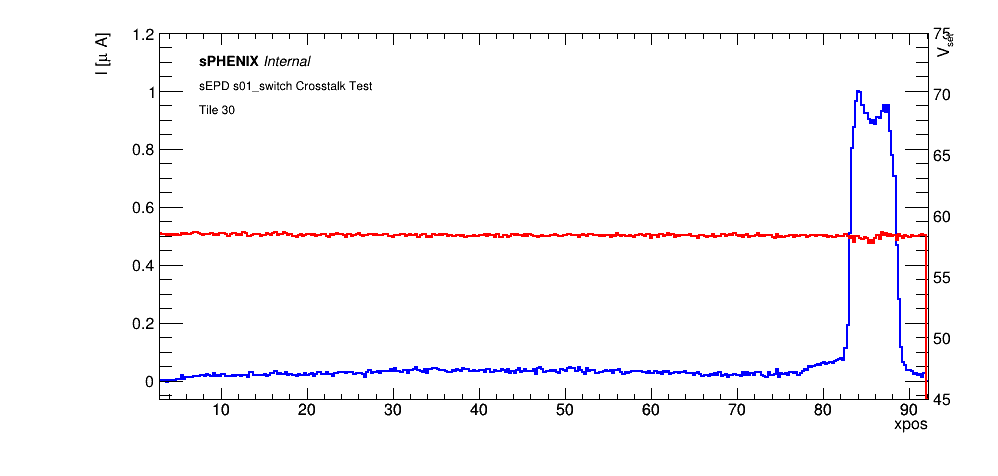 I [μ A]
1.2
1
0.8
0.6
0.4
0.2
0
sPHENIX Internal
sEPD s01_switch Crosstalk Test
Tile 30
75
70
65
60
55
50
45
Vset
10 20 30 40 50 60 70 80 90
xpos